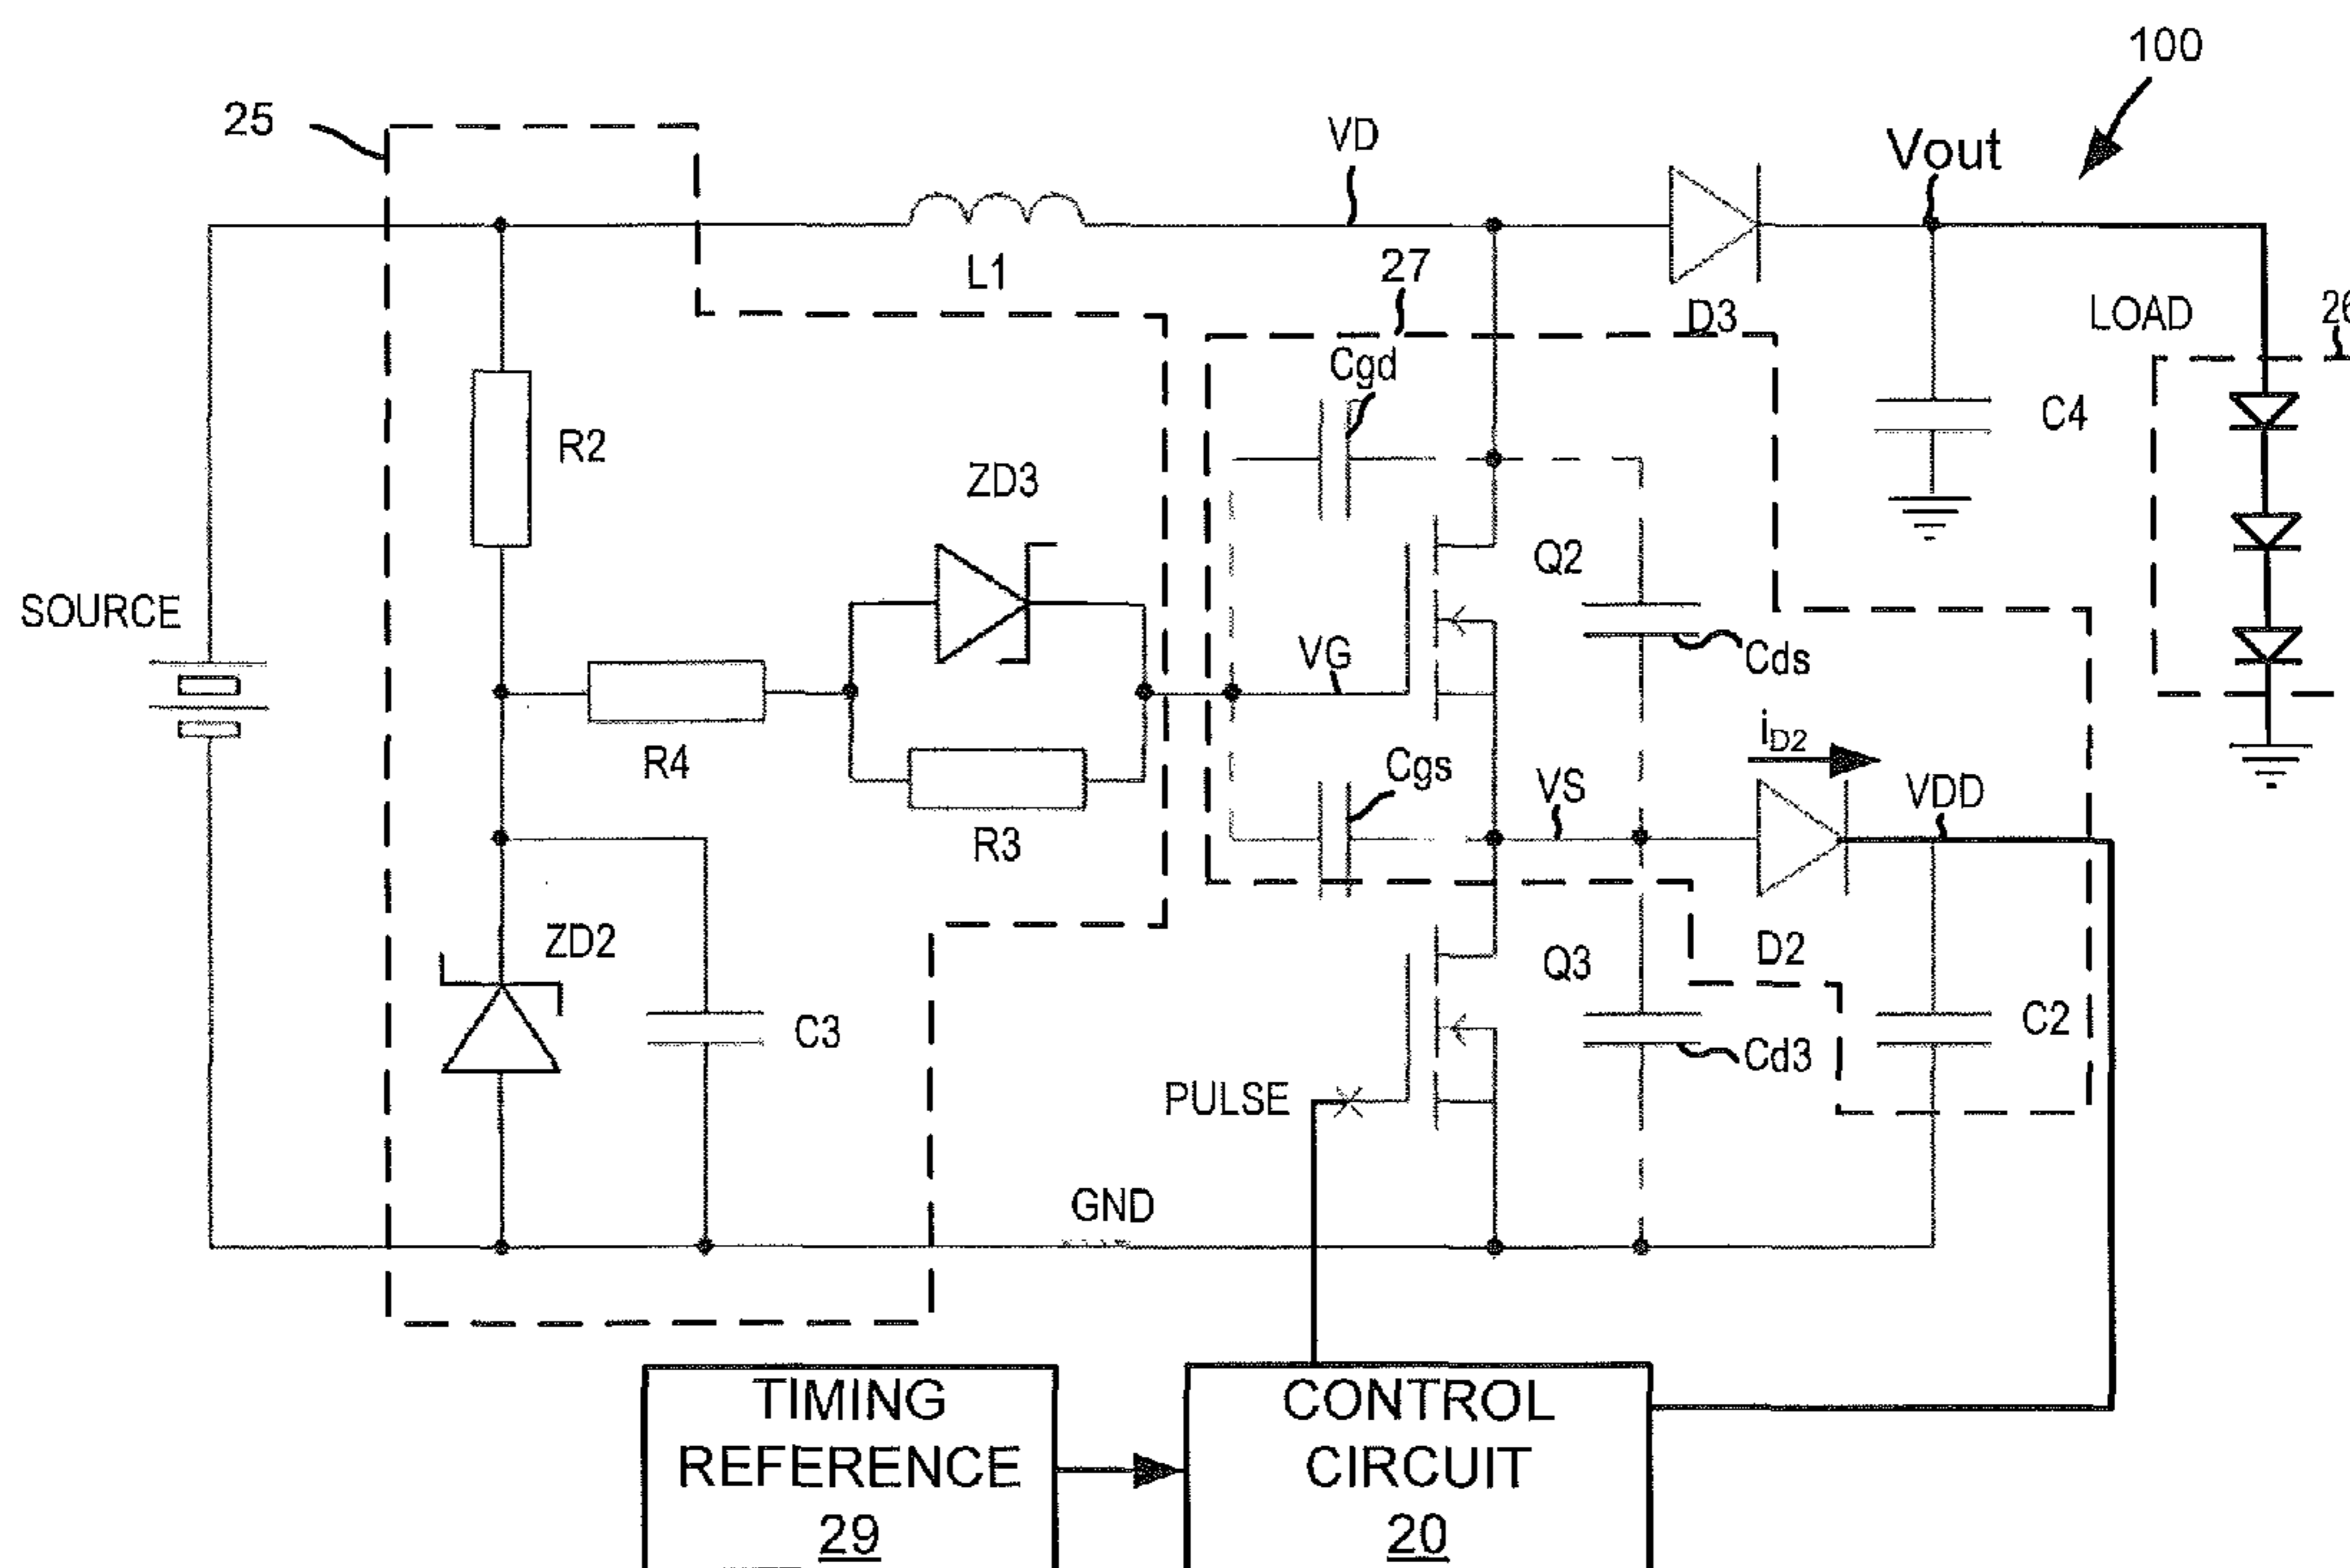 100
25
VD
Vout
L1
27
D3
LOAD
26
Cgd
R2
C4
ZD3
Q2
SOURCE
VG
Cds
iD2
R4
Cgs
VS
VDD
R3
ZD2
Q3
D2
C3
C2
Cd3
PULSE
GND
TIMING
REFERENCE
29
CONTROL
CIRCUIT
20